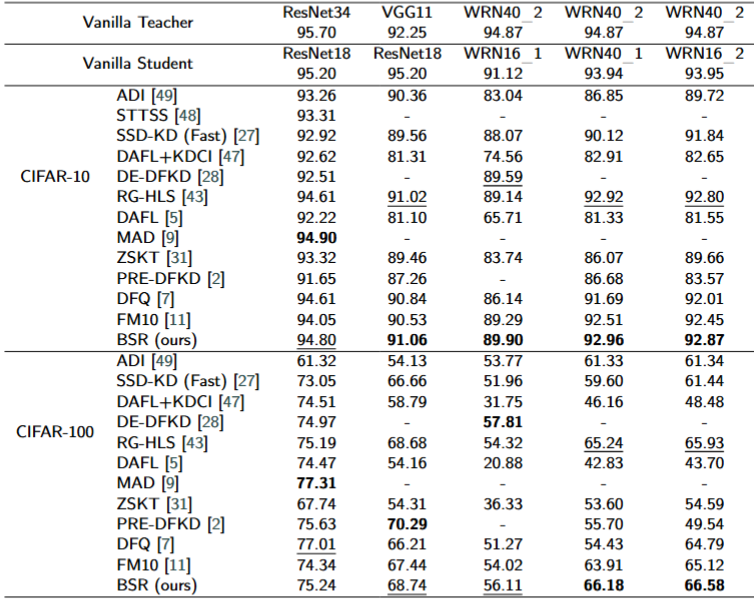 Vanilla Teacher ResNet34 VGG11 WRN40_2 WRN40_2 WRN40_2
95.70 92.25 94.87 94.87 94.87
Vanilla Student ResNet18 ResNet18 WRN16_1 WRN40_1 WRN16_2
95.20 95.20 91.12 93.94 93.95
ADI [49] 93.26 90.36 83.04 86.85 89.72
STTSS [48] 93.31 - - - -
SSD-KD (Fast) [27] 92.92 89.56 88.07 90.12 91.84
DAFL+KDCI [47] 92.62 81.31 74.56 82.91 82.65
CIFAR-10 DE-DFKD [28] 92.51 - 89.59 - -
RG-HLS [43] 94.61 91.02 89.14 92.92 92.80
DAFL [5] 92.22 81.10 65.71 81.33 81.55
MAD [9] 94.90 - - - -
ZSKT [31] 93.32 89.46 83.74 86.07 89.66
PRE-DFKD [2] 91.65 87.26 - 86.68 83.57
DFQ [7] 94.61 90.84 86.14 91.69 92.01
FM10 [11] 94.05 90.53 89.29 92.51 92.45
BSR (ours) 94.80 91.06 89.90 92.96 92.87
ADI [49] 61.32 54.13 53.77 61.33 61.34
SSD-KD (Fast) [27] 73.05 66.66 51.96 59.60 61.44
DAFL+KDCI [47] 74.51 58.79 31.75 46.16 48.48
CIFAR-100 DE-DFKD [28] 74.97 - 57.81 - -
RG-HLS [43] 75.19 68.68 54.32 65.24 65.93
DAFL [5] 74.47 54.16 20.88 42.83 43.70
MAD [9] 77.31 - - - -
ZSKT [31] 67.74 54.31 36.33 53.60 54.59
PRE-DFKD [2] 75.63 70.29 - 55.70 49.54
DFQ [7] 77.01 66.21 51.27 54.43 64.79
FM10 [11] 74.34 67.44 54.02 63.91 65.12
BSR (ours) 75.24 68.74 56.11 66.18 66.58